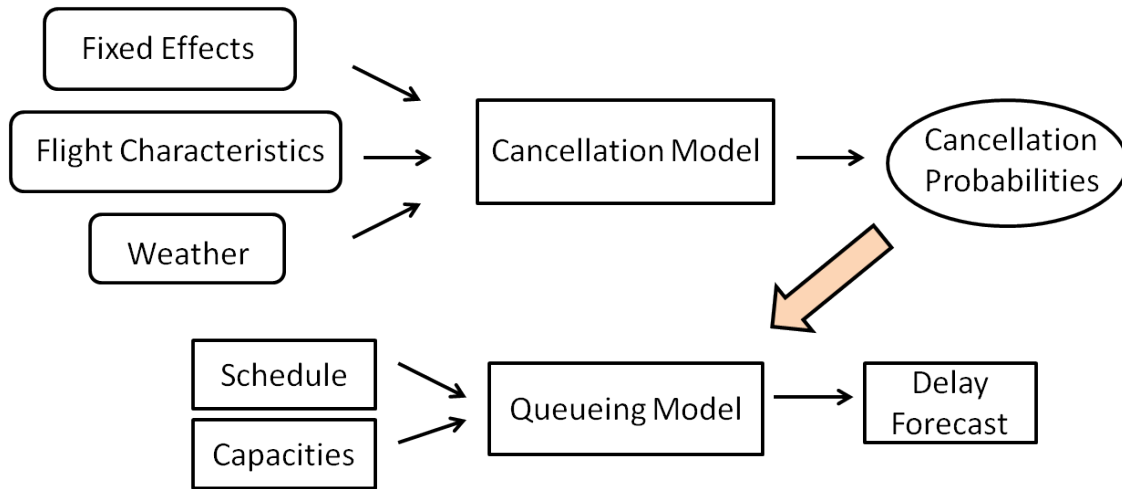 Fixed Effects
Flight Characteristics
Weather
Cancellation Model
Cancellation
Probabilities
Schedule
Capacities
Queueing Model
Delay
Forecast